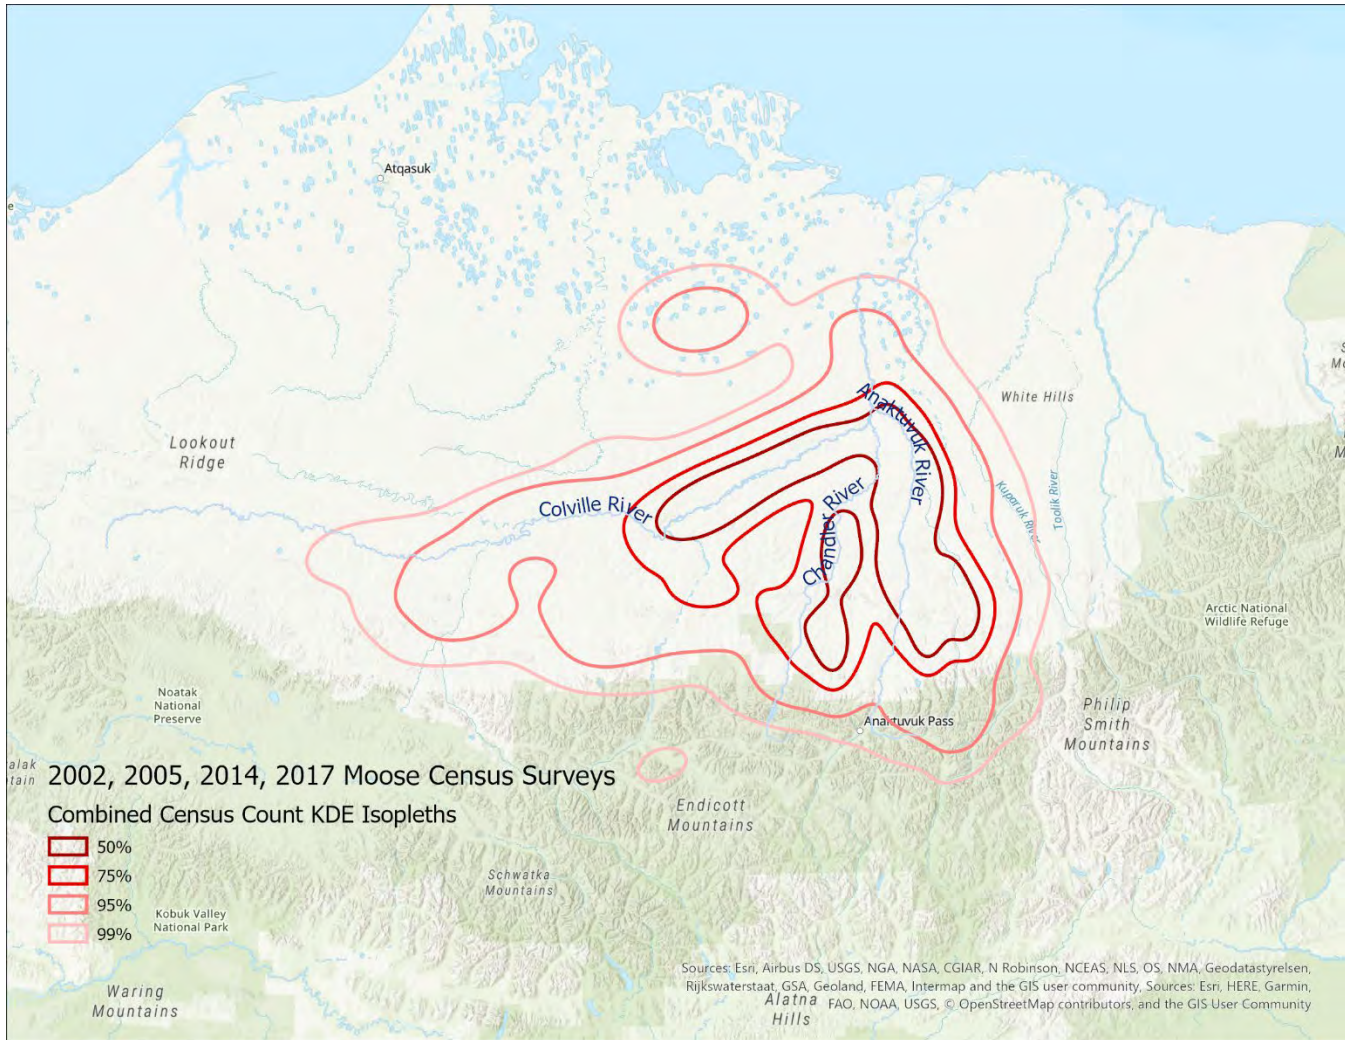 Atqasuk
e
White Hills
Anaktuvuk River
Lookout
Ridge
Colville River
Chandler River
Kuparuk River
Toolik River
Arctic National
Wildlife Refuge
Noatak
National
Preserve
Anaktuvuk Pass
Philip
Smith
Mountains
alak
ntain
2002, 2005, 2014, 2017 Moose Census Surveys
Combined Census Count KDE Isopleths
50%
75%
95%
99%
Endicott
Mountains
Schwatka
Mountains
Kobuk Valley
National Park
Waring
Mountains
Alatna
Hills
Sources: Esri, Airbus DS, USGS, NGA, NASA, CGIAR, N Robinson, NCEAS, NLS, OS, NMA, Geodatastyrelsen,
Rijkswaterstaat, GSA, Geoland, FEMA, Intermap and the GIS user community, Sources: Esri, HERE, Garmin,
FAO, NOAA, USGS, © OpenStreetMap contributors, and the GIS User Community